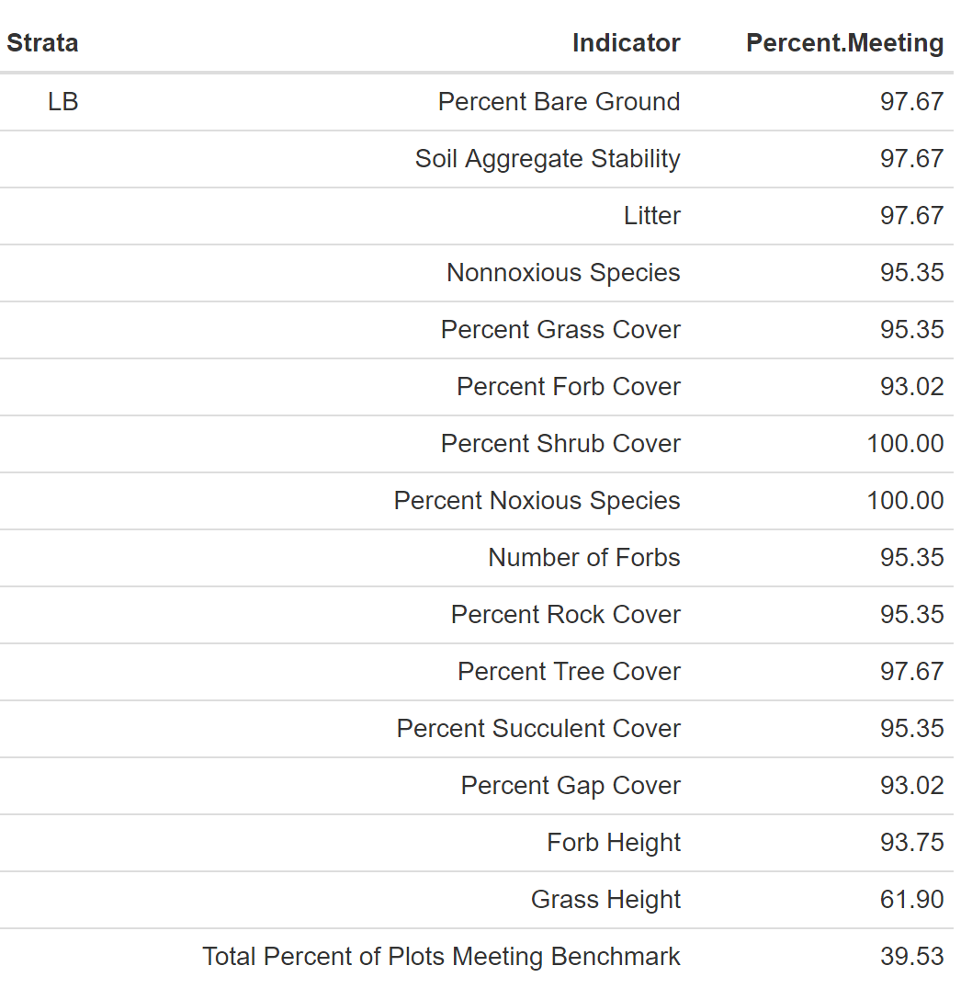 Strata Indicator Percent.Meeting
LB Percent Bare Ground 97.67
Soil Aggregate Stability 97.67
Litter 97.67
Nonnoxious Species 95.35
Percent Grass Cover 95.35
Percent Forb Cover 93.02
Percent Shrub Cover 100.00
Percent Noxious Species 100.00
Number of Forbs 95.35
Percent Rock Cover 95.35
Percent Tree Cover 97.67
Percent Succulent Cover 95.35
Percent Gap Cover 93.02
Forb Height 93.75
Grass Height 61.90
Total Percent of Plots Meeting Benchmark 39.53